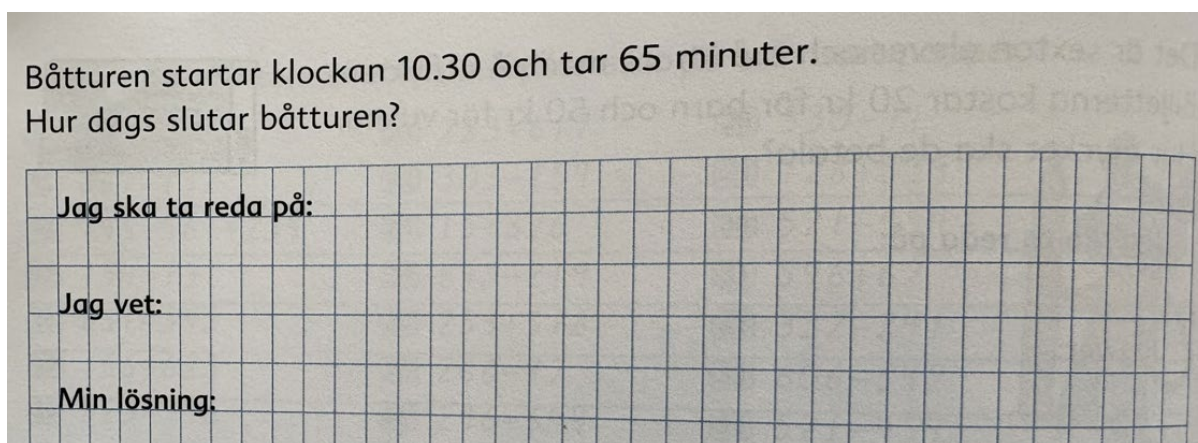 Båtturen startar klockan 10.30 och tar 65 minuter.
Hur dags slutar båtturen?
Jag ska ta reda på:
Jag vet:
Min lösning: